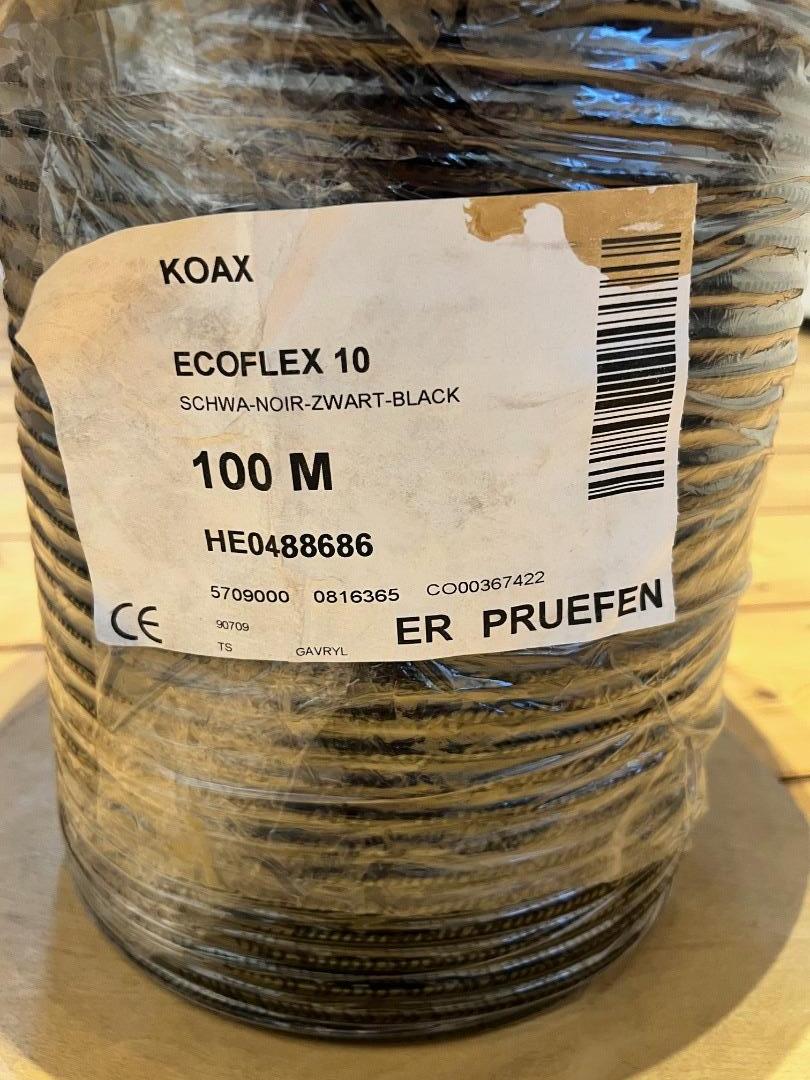 KOAX
ECOFLEX 10
SCHWA-NOIR-ZWART-BLACK
100 M
HE0488686
5709000 0816365 CO00367422
CE 90709 ER PRUEFEN
TS GAVRYL